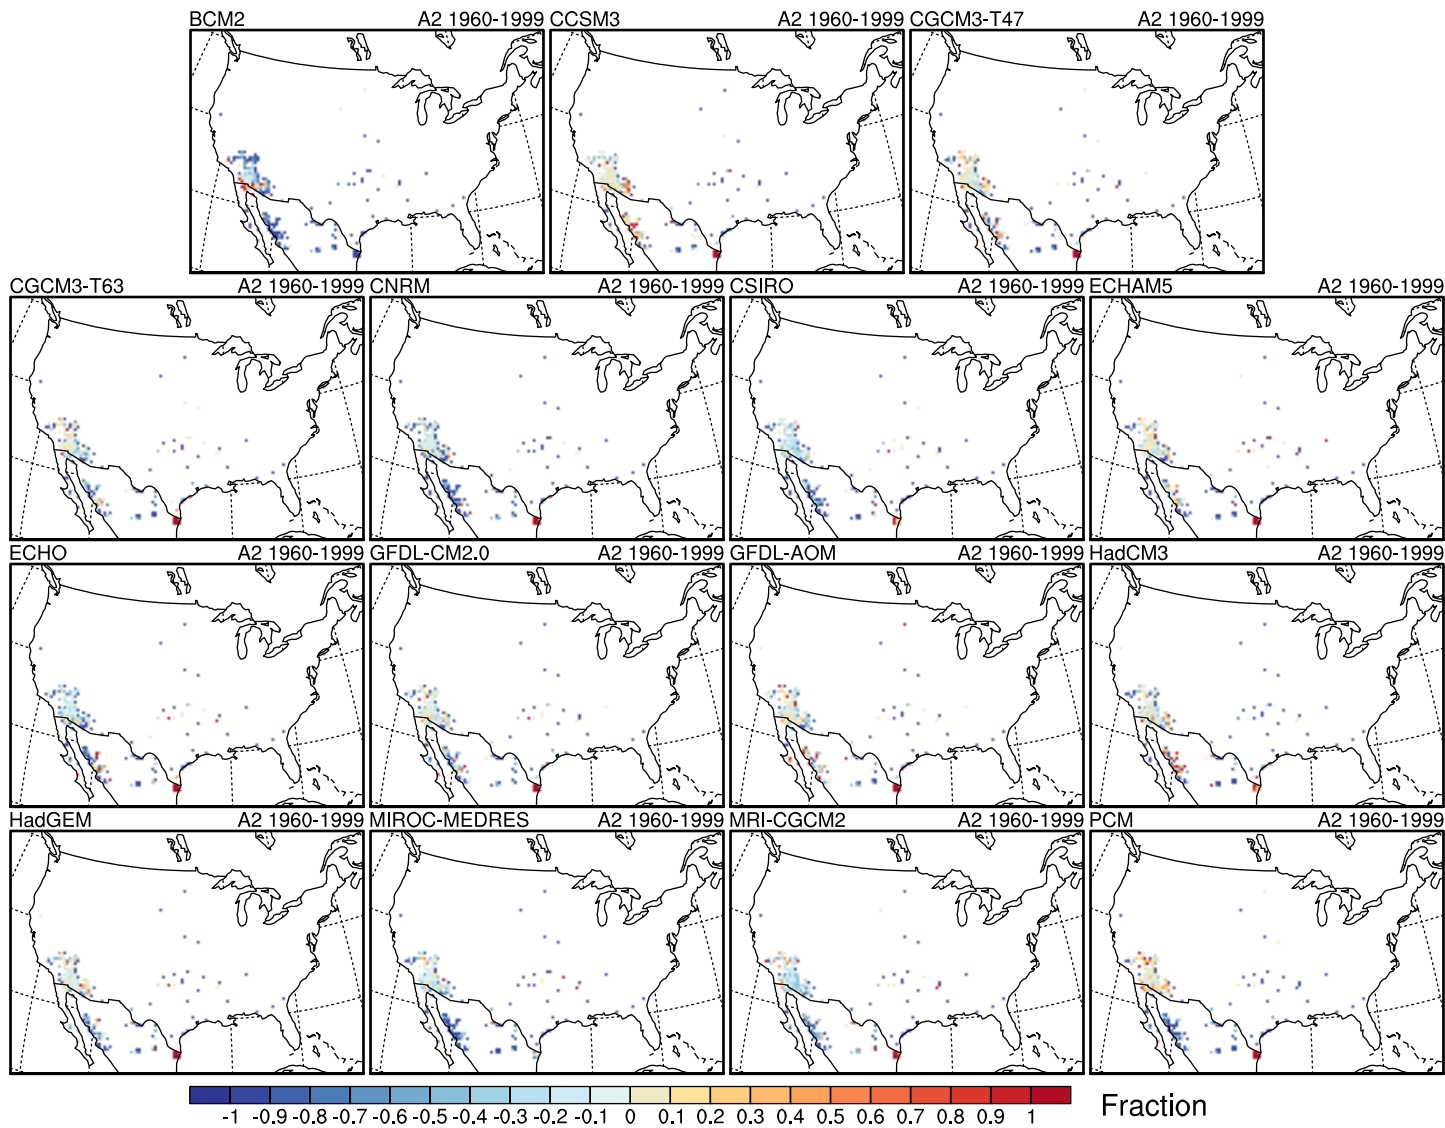 BCM2 A2 1960-1999 CCSM3 A2 1960-1999 CGCM3-T47 A2 1960-1999
CGCM3-T63 A2 1960-1999 CNRM A2 1960-1999 CSIRO A2 1960-1999 ECHAM5 A2 1960-1999
ECHO A2 1960-1999 GFDL-CM2.0 A2 1960-1999 GFDL-AOM A2 1960-1999 HadCM3 A2 1960-1999
HadGEM A2 1960-1999 MIROC-MEDRES A2 1960-1999 MRI-CGCM2 A2 1960-1999 PCM A2 1960-1999
-1 -0.9 -0.8 -0.7 -0.6 -0.5 -0.4 -0.3 -0.2 -0.1 0 0.1 0.2 0.3 0.4 0.5 0.6 0.7 0.8 0.9 1 Fraction